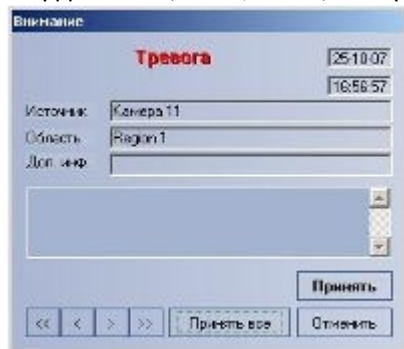 Внимание
Тревога
25-10-07
16:56:57
Источник Камера 11
Область Region 1
Доп. инф.
Принять
<< < > >> Принять все Отменить